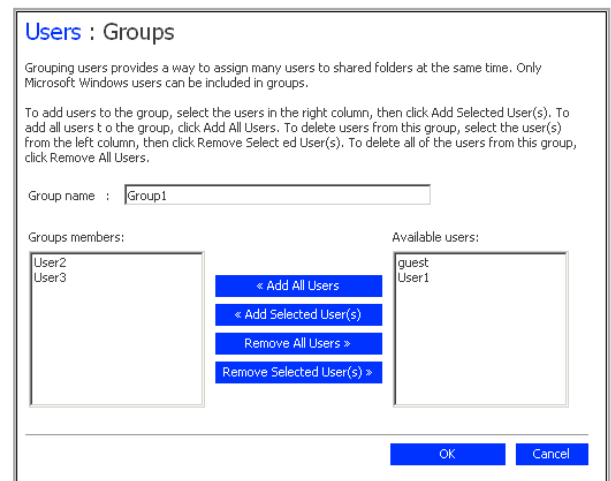 Users : Groups
Grouping users provides a way to assign many users to shared folders at the same time. Only
Microsoft Windows users can be included in groups.
To add users to the group, select the users in the right column, then click Add Selected User(s). To
add all users t o the group, click Add All Users. To delete users from this group, select the user(s)
from the left column, then click Remove Select ed User(s). To delete all of the users from this group,
click Remove All Users.
Group name : Group1
Groups members:
Available users:
User2
User3
« Add All Users
« Add Selected User(s)
Remove All Users »
Remove Selected User(s) »
guest
User1
OK
Cancel